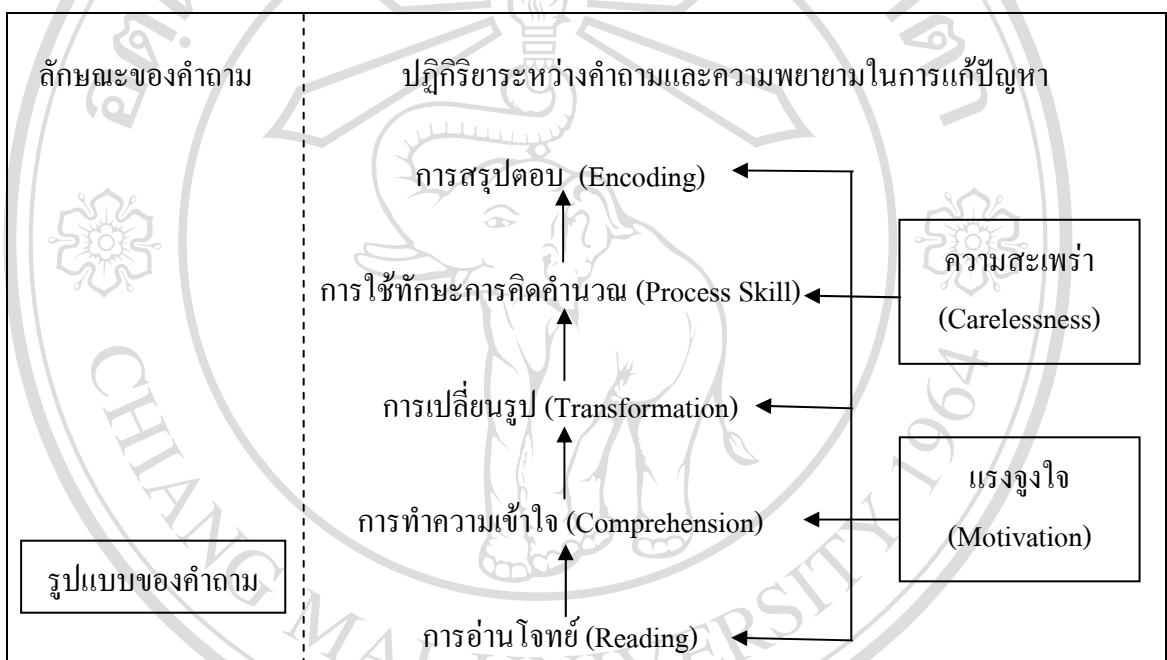 ลักษณะของคำถาม
ปฏิกิริยาระหว่างคำถามและความพยายามในการแก้ปัญหา
การสรุปตอบ (Encoding)
ความสะเพร่า
(Carelessness)
การใช้ทักษะการคิดคำนวณ (Process Skill)
การเปลี่ยนรูป (Transformation)
แรงจูงใจ
(Motivation)
การทำความเข้าใจ (Comprehension)
รูปแบบของคำถาม
การอ่านโจทย์ (Reading)
CHIANG MAI UNIVERSITY 1964